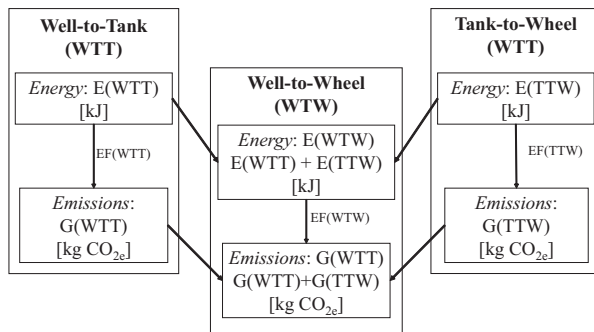 Well-to-Tank
(WTT)
Energy: E(WTT)
[kJ]
EF(WTT)
Emissions:
G(WTT)
[kg CO2e]
Well-to-Wheel
(WTW)
Energy: E(WTW)
E(WTT) + E(TTW)
[kJ]
EF(WTW)
Emissions: G(WTT)
G(WTT)+G(TTW)
[kg CO2e]
Tank-to-Wheel
(WTT)
Energy: E(TTW)
[kJ]
EF(TTW)
Emissions:
G(TTW)
[kg CO2e]